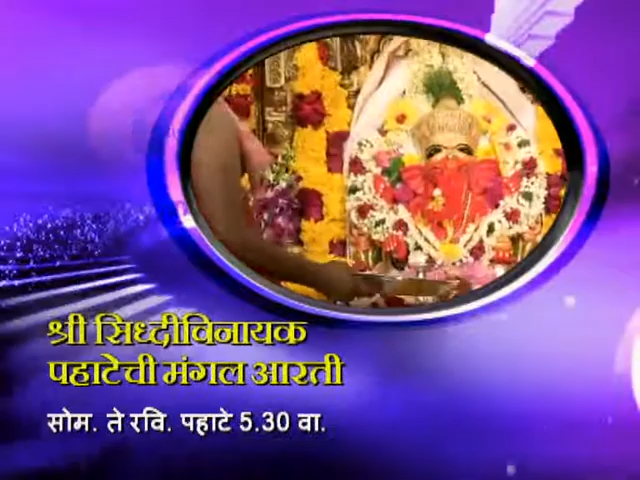 श्री सिध्दीविनायक
पहाटेची मंगल आरती
सोम. ते रवि. पहाटे 5.30 वा.